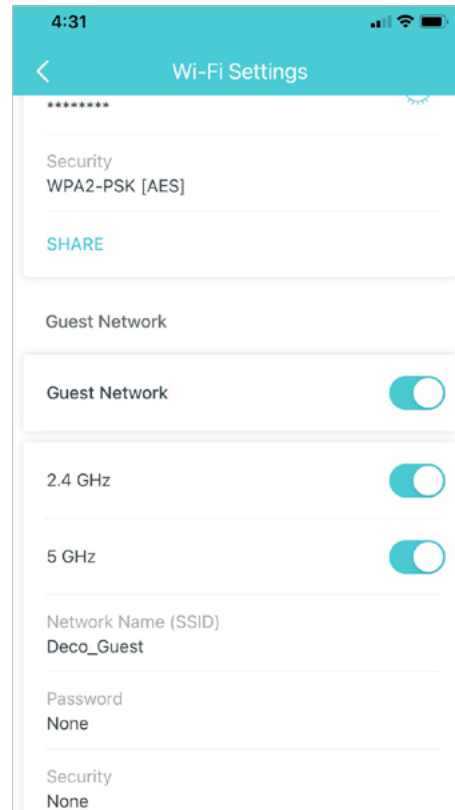 4:31
Wi-Fi Settings
********
Security
WPA2-PSK [AES]
SHARE
Guest Network
Guest Network
2.4 GHz
5 GHz
Network Name (SSID)
Deco_Guest
Password
None
Security
None